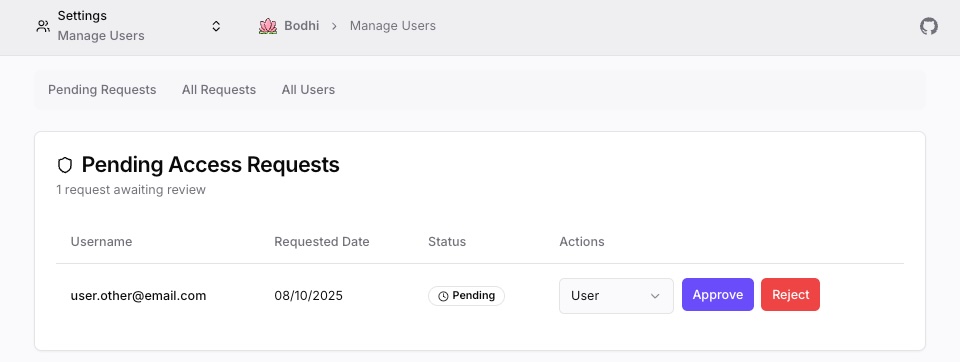 Settings
Manage Users
Bodhi > Manage Users
Pending Requests All Requests All Users
Pending Access Requests
1 request awaiting review
Username Requested Date Status Actions
user.other@email.com 08/10/2025 Pending User Approve Reject